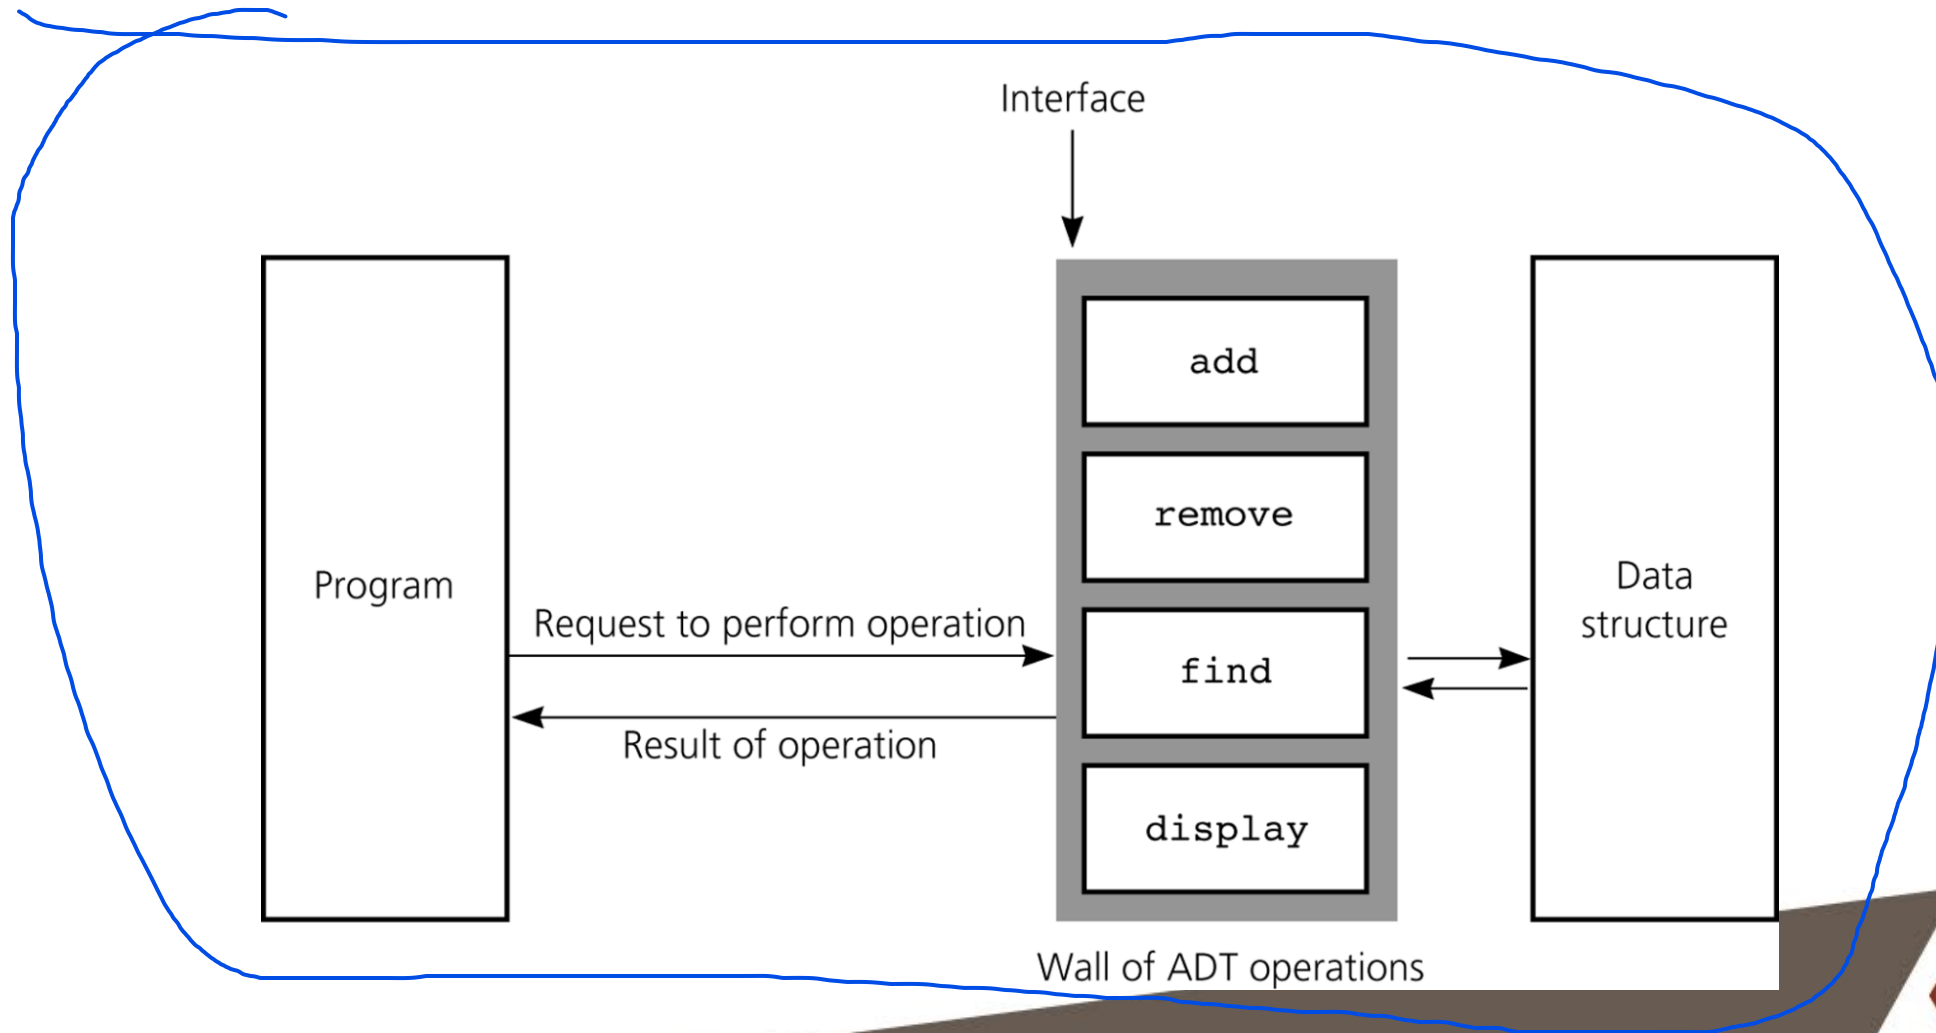 Interface
add
remove
Program
Data
structure
Request to perform operation
find
Result of operation
display
Wall of ADT operations